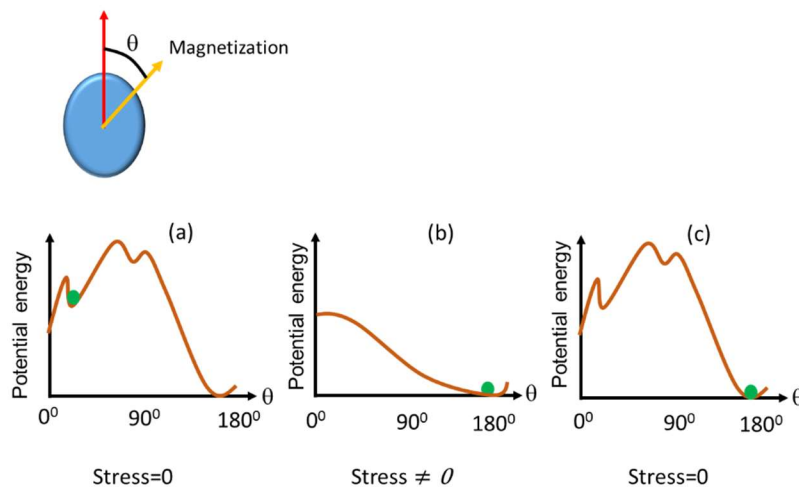 θ
Magnetization
(a)
Potential energy
0⁰ 90⁰ 180⁰ θ
Stress=0
(b)
Potential energy
0⁰ 90⁰ 180⁰ θ
Stress ≠ 0
(c)
Potential energy
0⁰ 90⁰ 180⁰ θ
Stress=0